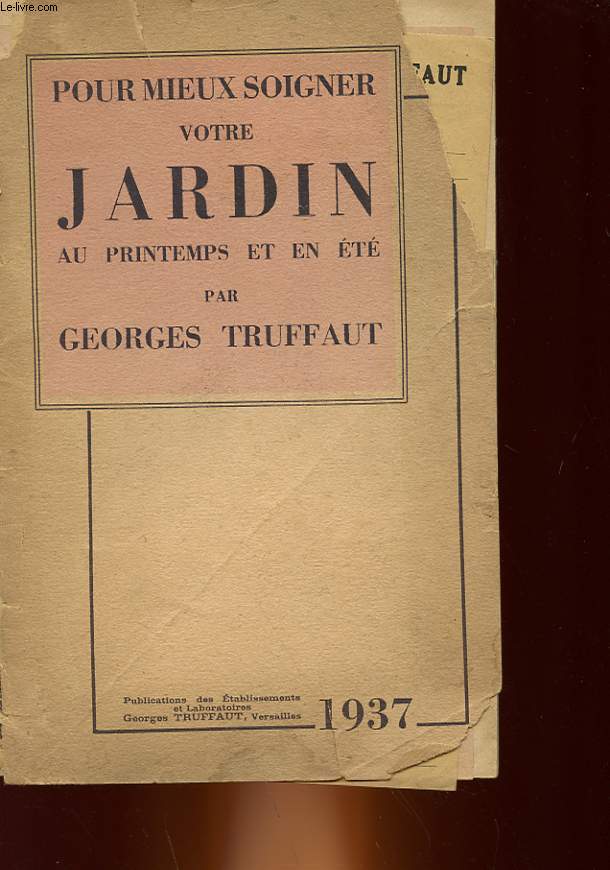 Le-livre.com
FAUT
POUR MIEUX SOIGNER
VOTRE
JARDIN
AU PRINTEMPS ET EN ÉTÉ
PAR
GEORGES TRUFFAUT
Publications des Établissements
et Laboratoires
Georges TRUFFAUT, Versailles
1937